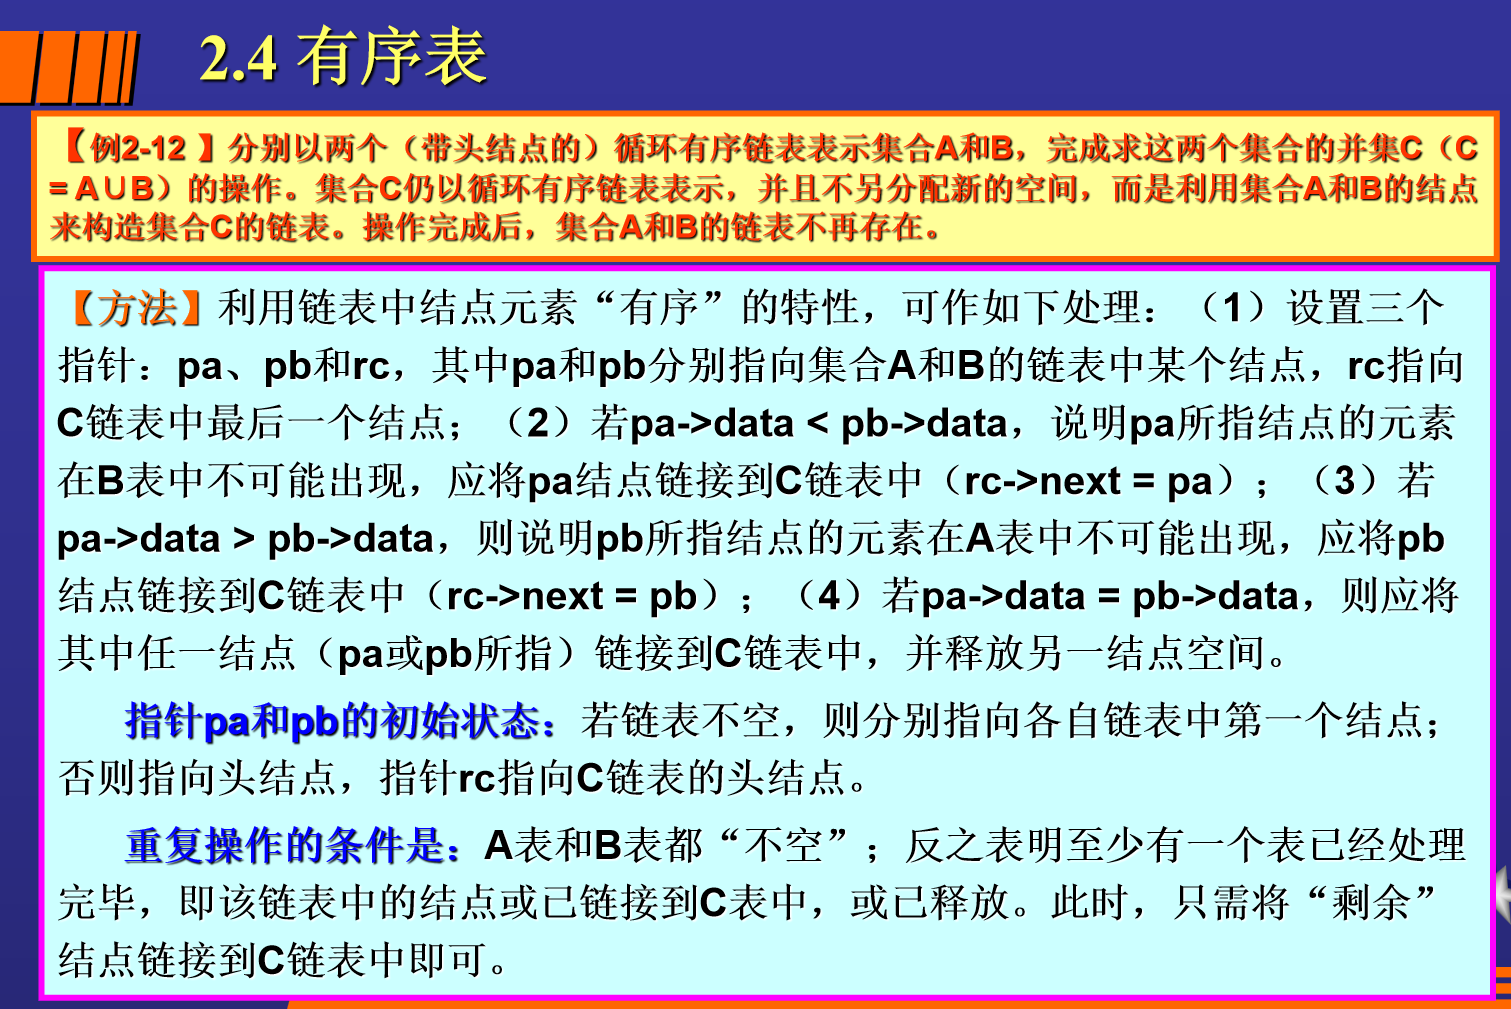 2.4 有序表
【 例2-12 】分别以两个（带头结点的）循环有序链表表示集合A和B，完成求这两个集合的并集C（C
= A∪B）的操作。集合C仍以循环有序链表表示，并且不另分配新的空间，而是利用集合A和B的结点
来构造集合C的链表。操作完成后，集合A和B的链表不再存在。
【方法】利用链表中结点元素“有序”的特性，可作如下处理：（1）设置三个
指针：pa、pb和rc，其中pa和pb分别指向集合A和B的链表中某个结点，rc指向
C链表中最后一个结点；（2）若pa->data < pb->data，说明pa所指结点的元素
在B表中不可能出现，应将pa结点链接到C链表中（rc->next = pa）；（3）若
pa->data > pb->data，则说明pb所指结点的元素在A表中不可能出现，应将pb
结点链接到C链表中（rc->next = pb）；（4）若pa->data = pb->data，则应将
其中任一结点（pa或pb所指）链接到C链表中，并释放另一结点空间。
指针pa和pb的初始状态：若链表不空，则分别指向各自链表中第一个结点；
否则指向头结点，指针rc指向C链表的头结点。
重复操作的条件是：A表和B表都“不空”；反之表明至少有一个表已经处理
完毕，即该链表中的结点或已链接到C表中，或已释放。此时，只需将“剩余”
结点链接到C链表中即可。